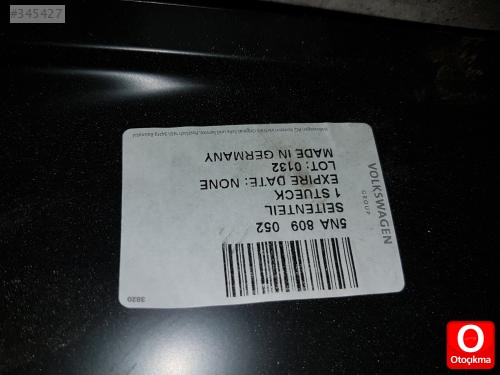 #345427
VOLKSWAGEN
GROUP
5NA 809 052
SEITENTEIL
1 STUECK
EXPIRE DATE: NONE
LOT: 0132
MADE IN GERMANY
3820
O
Otoçıkma